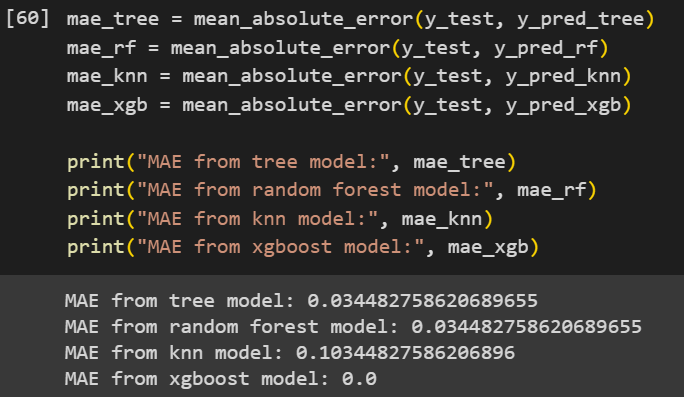 [60] mae_tree = mean_absolute_error(y_test, y_pred_tree)
mae_rf = mean_absolute_error(y_test, y_pred_rf)
mae_knn = mean_absolute_error(y_test, y_pred_knn)
mae_xgb = mean_absolute_error(y_test, y_pred_xgb)
print("MAE from tree model:", mae_tree)
print("MAE from random forest model:", mae_rf)
print("MAE from knn model:", mae_knn)
print("MAE from xgboost model:", mae_xgb)
MAE from tree model: 0.034482758620689655
MAE from random forest model: 0.034482758620689655
MAE from knn model: 0.10344827586206896
MAE from xgboost model: 0.0